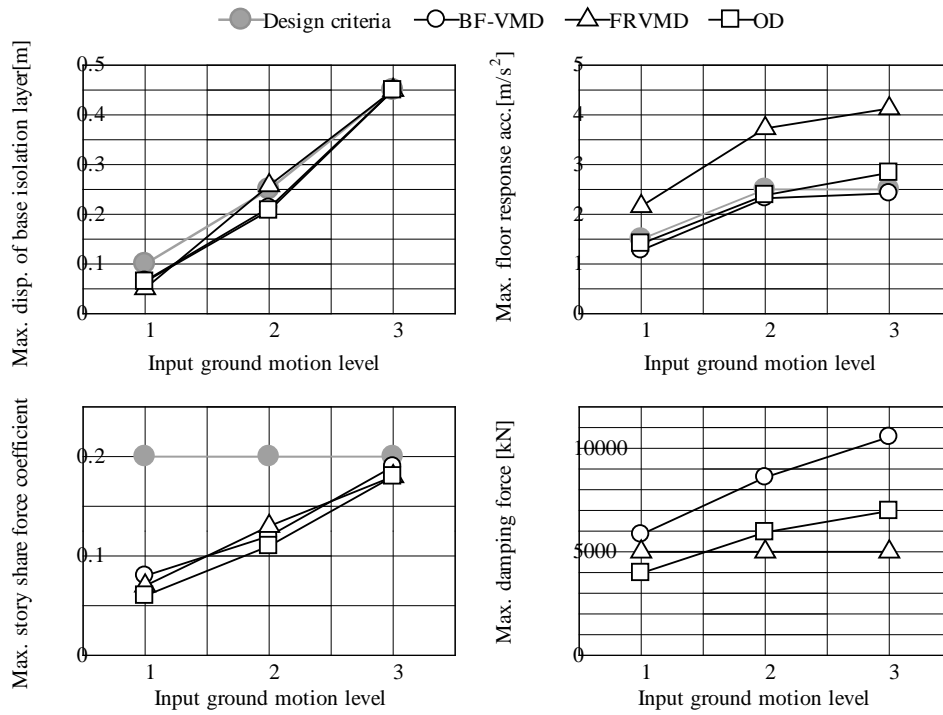 Design criteria BF-VMD FRVMD OD
Max. disp. of base isolation layer[m]
0.5
0.4
0.3
0.2
0.1
0
1 2 3
Input ground motion level
Max. floor response acc.[m/s²]
5
4
3
2
1
0
1 2 3
Input ground motion level
Max. story share force coefficient
0.2
0.1
0
1 2 3
Input ground motion level
Max. damping force [kN]
10000
5000
0
1 2 3
Input ground motion level